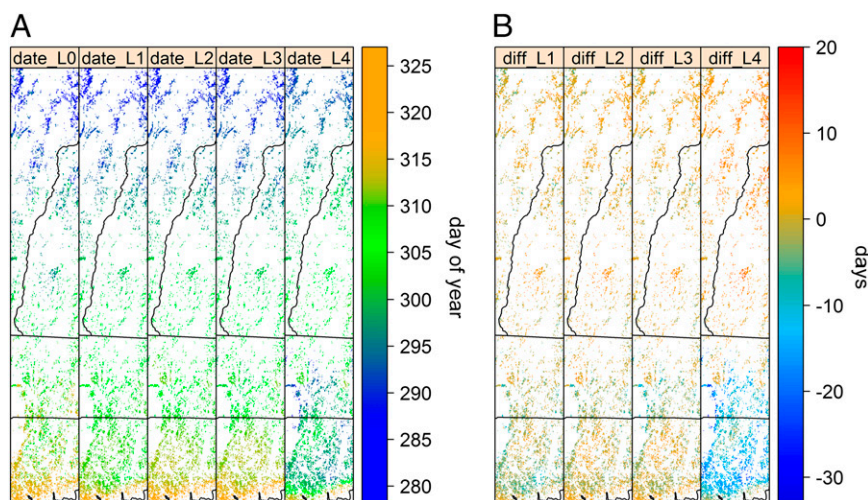 A
date_L0 date_L1 date_L2 date_L3 date_L4
325
320
315
310
305
300
295
290
285
280
day of year
B
diff_L1 diff_L2 diff_L3 diff_L4
20
10
0
-10
-20
-30
days